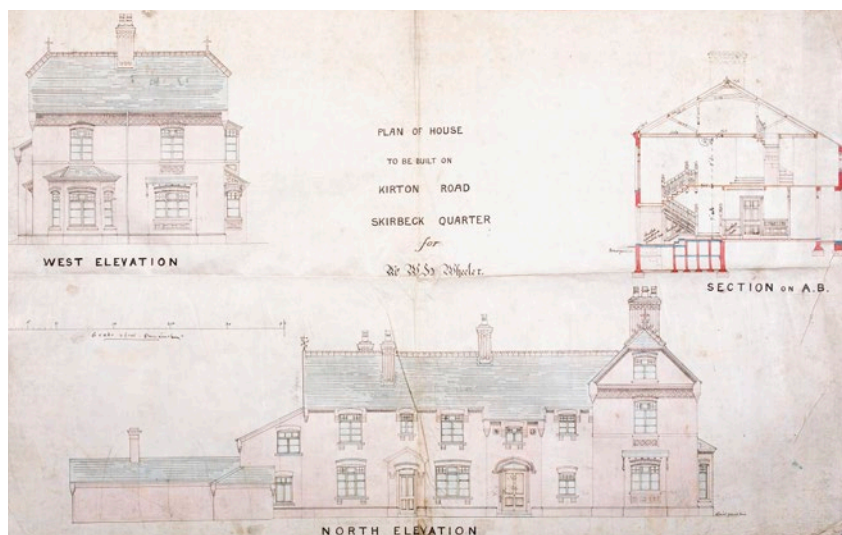 PLAN OF HOUSE
TO BE BUILT ON
KIRTON ROAD
SKIRBECK QUARTER
for
W. H. Wheeler.
WEST ELEVATION
SECTION ON A.B.
NORTH ELEVATION